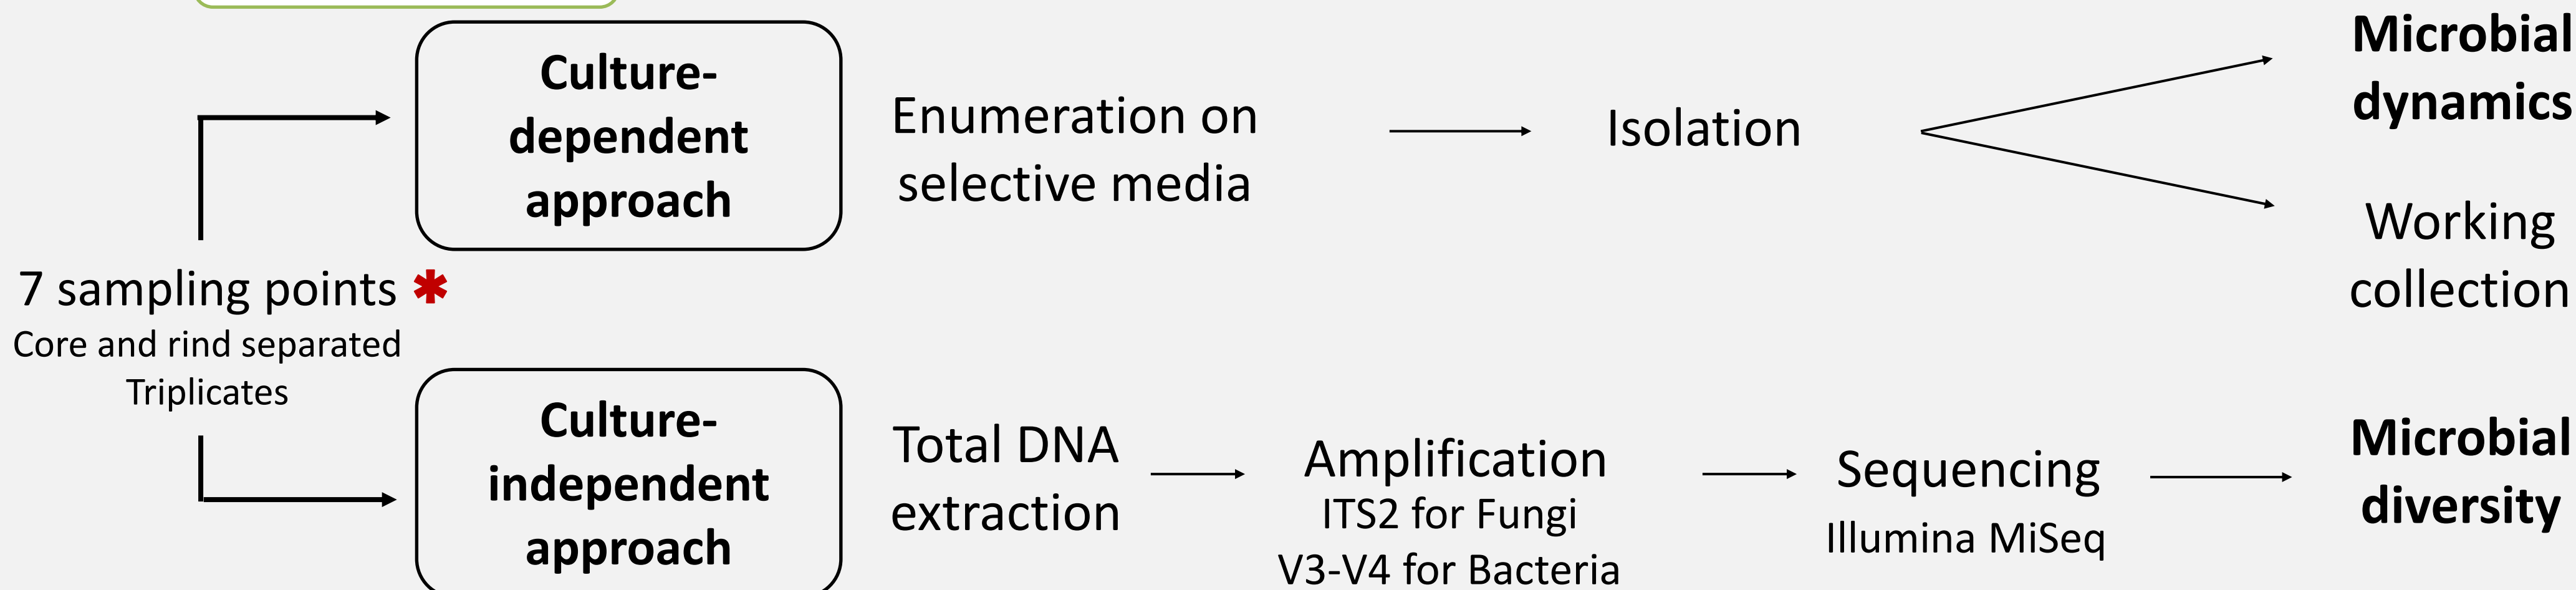 Culture-
dependent
approach
Enumeration on
selective media
Isolation
Microbial
dynamics
Working
collection
7 sampling points *
Core and rind separated
Triplicates
Culture-
independent
approach
Total DNA
extraction
Amplification
ITS2 for Fungi
V3-V4 for Bacteria
Sequencing
Illumina MiSeq
Microbial
diversity